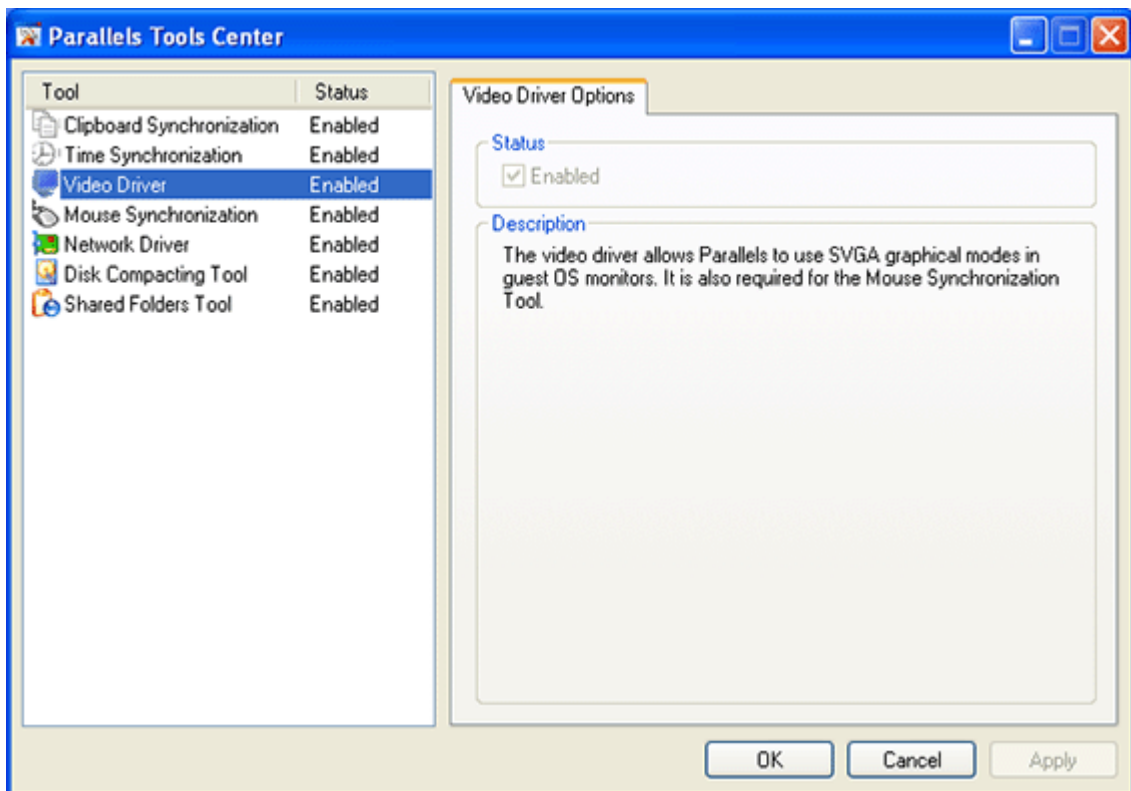 Parallels Tools Center
Tool Status
Clipboard Synchronization Enabled
Time Synchronization Enabled
Video Driver Enabled
Mouse Synchronization Enabled
Network Driver Enabled
Disk Compacting Tool Enabled
Shared Folders Tool Enabled
Video Driver Options
Status
Enabled
Description
The video driver allows Parallels to use SVGA graphical modes in
guest OS monitors. It is also required for the Mouse Synchronization
Tool.
OK Cancel Apply